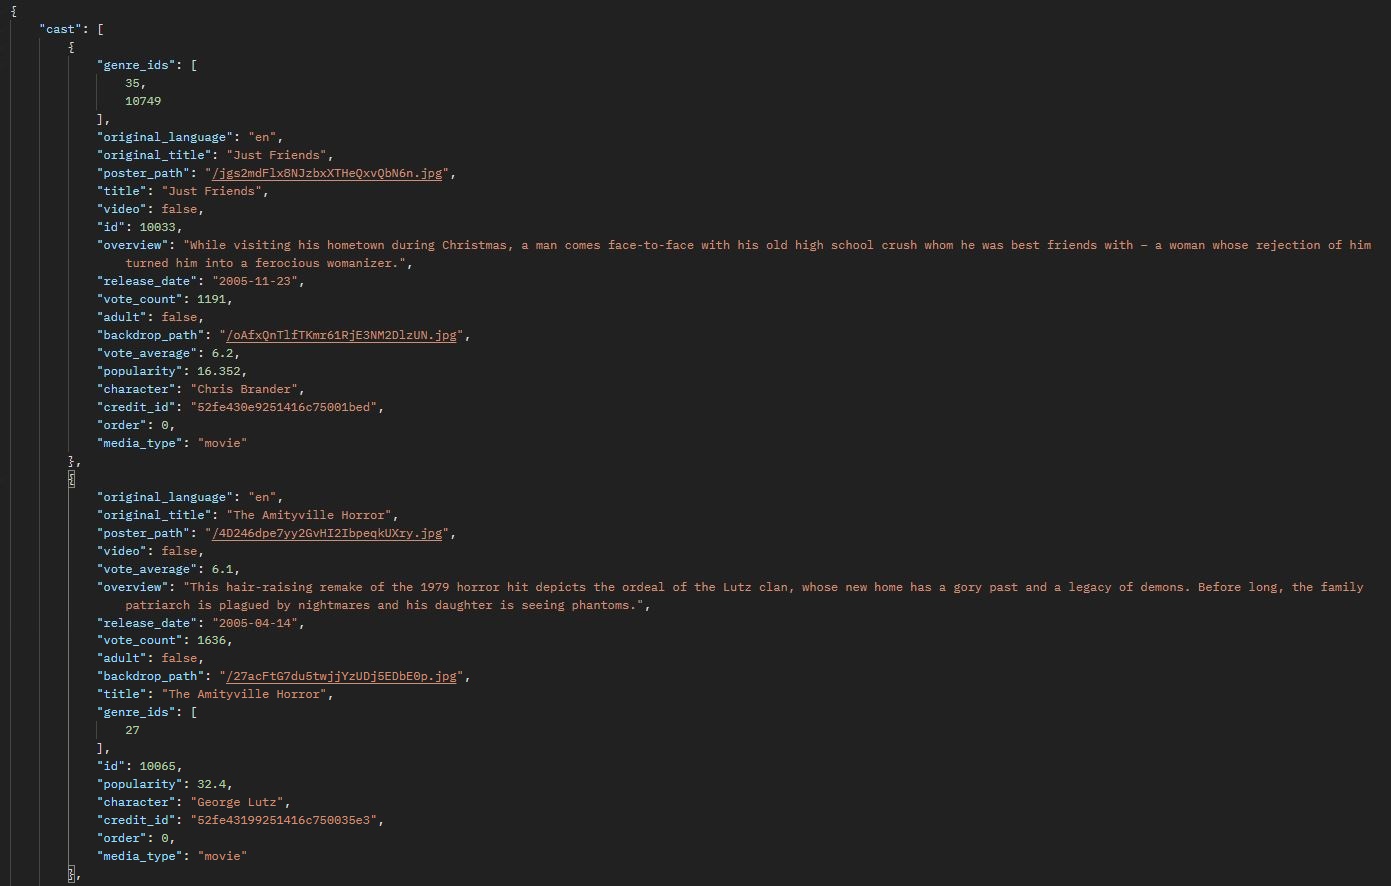 {
"cast": [
{
"genre_ids": [
35,
10749
],
"original_language": "en",
"original_title": "Just Friends",
"poster_path": "/jgs2mdFlx8NJzbxXTHeQxvQbN6n.jpg",
"title": "Just Friends",
"video": false,
"id": 10033,
"overview": "While visiting his hometown during Christmas, a man comes face-to-face with his old high school crush whom he was best friends with – a woman whose rejection of him
turned him into a ferocious womanizer.",
"release_date": "2005-11-23",
"vote_count": 1191,
"adult": false,
"backdrop_path": "/oAfxQnTlfTKmr61RjE3NM2DlzUN.jpg",
"vote_average": 6.2,
"popularity": 16.352,
"character": "Chris Brander",
"credit_id": "52fe430e9251416c75001bed",
"order": 0,
"media_type": "movie"
},
{
"original_language": "en",
"original_title": "The Amityville Horror",
"poster_path": "/4D246dpe7yy2GvHI2IbpeqkUXry.jpg",
"video": false,
"vote_average": 6.1,
"overview": "This hair-raising remake of the 1979 horror hit depicts the ordeal of the Lutz clan, whose new home has a gory past and a legacy of demons. Before long, the family
patriarch is plagued by nightmares and his daughter is seeing phantoms.",
"release_date": "2005-04-14",
"vote_count": 1636,
"adult": false,
"backdrop_path": "/27acFtG7du5twjjYzUDj5EDbE0p.jpg",
"title": "The Amityville Horror",
"genre_ids": [
27
],
"id": 10065,
"popularity": 32.4,
"character": "George Lutz",
"credit_id": "52fe43199251416c750035e3",
"order": 0,
"media_type": "movie"
},